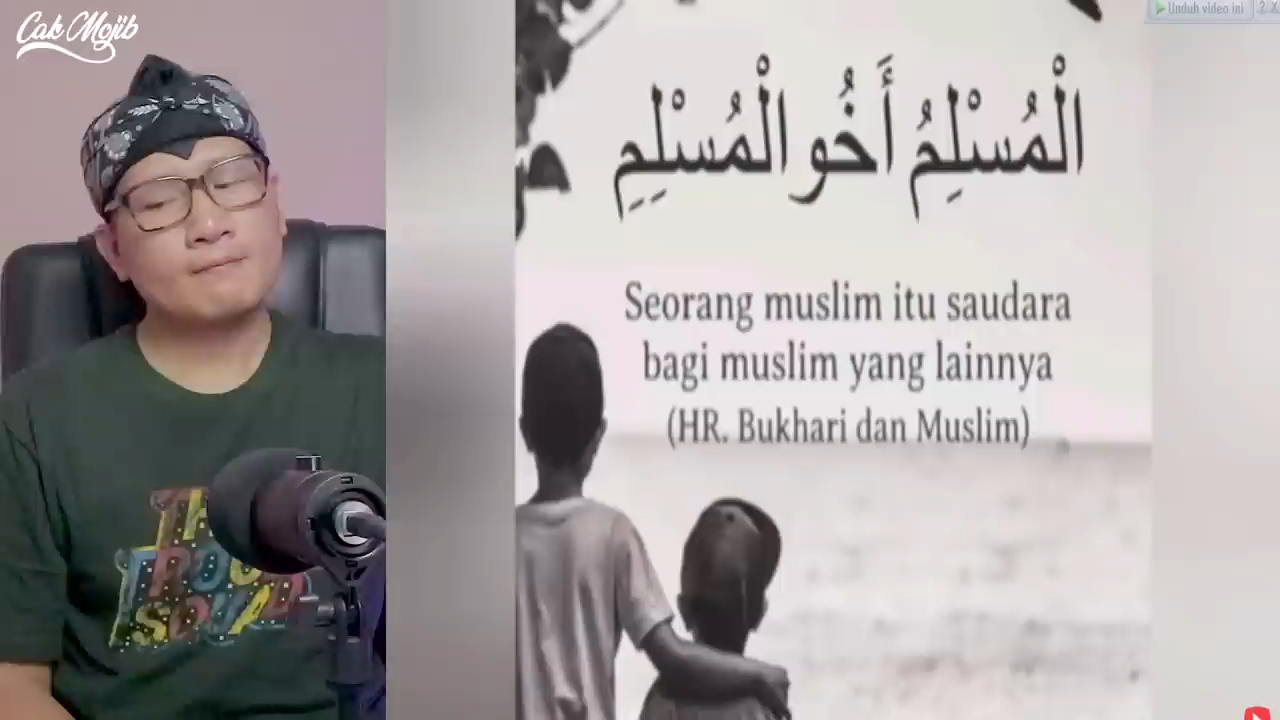 Cak Mojib
Unduh video ini ? X
الْمُسْلِمُ أَخُو الْمُسْلِمِ
Seorang muslim itu saudara
bagi muslim yang lainnya
(HR. Bukhari dan Muslim)